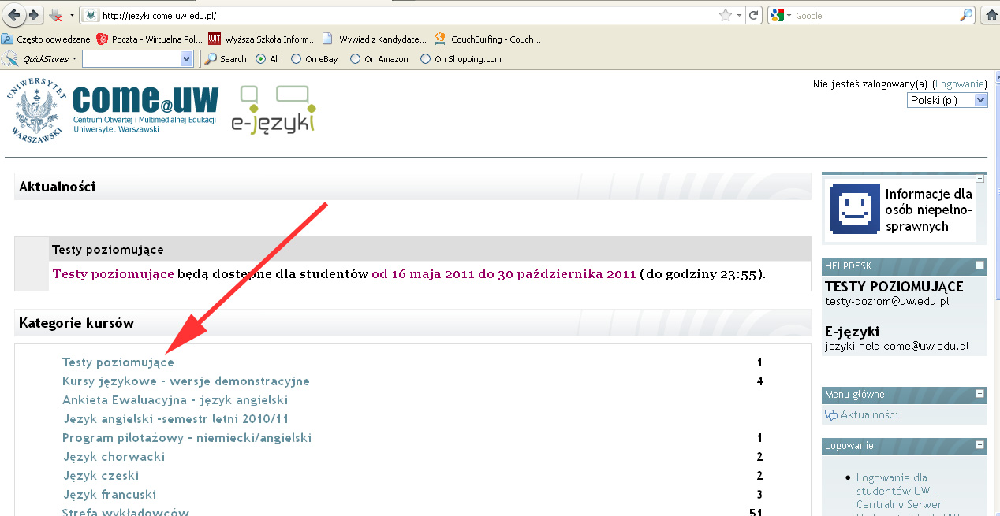 http://jezyki.come.uw.edu.pl/
Google
Często odwiedzane
Poczta - Wirtualna Pol...
WIT
Wyższa Szkoła Inform...
Wywiad z Kandydate...
CouchSurfing - Couch...
QuickStores
Search
All
On eBay
On Amazon
On Shopping.com
UNIWERSYTET WARSZAWSKI
come@uw
Centrum Otwartej i Multimedialnej Edukacji
Uniwersytet Warszawski
e-języki
Nie jesteś zalogowany(a) (Logowanie)
Polski (pl)
Aktualności
Testy poziomujące
Testy poziomujące będą dostępne dla studentów od 16 maja 2011 do 30 października 2011 (do godziny 23:55).
Kategorie kursów
Testy poziomujące 1
Kursy językowe - wersje demonstracyjne 4
Ankieta Ewaluacyjna - język angielski
Język angielski -semestr letni 2010/11
Program pilotażowy - niemiecki/angielski 1
Język chorwacki 2
Język czeski 2
Język francuski 3
Strefa wykładowców 51
Informacje dla
osób niepełno-
sprawnych
HELPDESK
TESTY POZIOMUJĄCE
testy-poziom@uw.edu.pl
E-języki
jezyki-help.come@uw.edu.pl
Menu główne
Aktualności
Logowanie
Logowanie dla
studentów UW -
Centralny Serwer